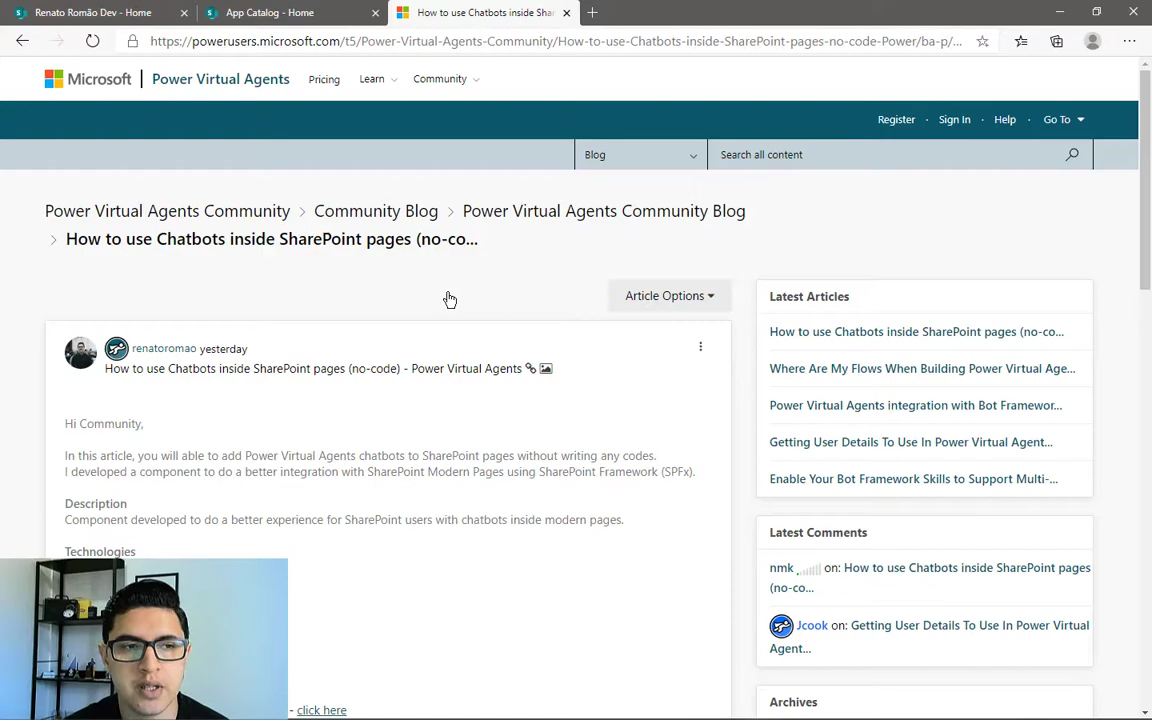 Renato Romão Dev - Home
App Catalog - Home
How to use Chatbots inside Shar
https://powerusers.microsoft.com/t5/Power-Virtual-Agents-Community/How-to-use-Chatbots-inside-SharePoint-pages-no-code-Power/ba-p/...
Microsoft
Power Virtual Agents
Pricing
Learn
Community
Register · Sign In · Help · Go To
Blog
Search all content
Power Virtual Agents Community > Community Blog > Power Virtual Agents Community Blog
> How to use Chatbots inside SharePoint pages (no-co...
Article Options
renatoromao yesterday
How to use Chatbots inside SharePoint pages (no-code) - Power Virtual Agents
Hi Community,
In this article, you will able to add Power Virtual Agents chatbots to SharePoint pages without writing any codes.
I developed a component to do a better integration with SharePoint Modern Pages using SharePoint Framework (SPFx).
Description
Component developed to do a better experience for SharePoint users with chatbots inside modern pages.
Technologies
- click here
Latest Articles
How to use Chatbots inside SharePoint pages (no-co...
Where Are My Flows When Building Power Virtual Age...
Power Virtual Agents integration with Bot Framewor...
Getting User Details To Use In Power Virtual Agent...
Enable Your Bot Framework Skills to Support Multi-...
Latest Comments
nmk on: How to use Chatbots inside SharePoint pages
(no-co...
Jcook on: Getting User Details To Use In Power Virtual
Agent...
Archives